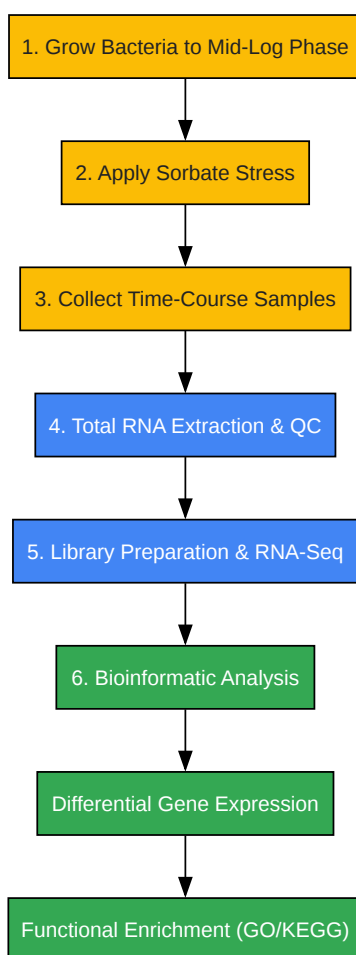 1. Grow Bacteria to Mid-Log Phase
2. Apply Sorbate Stress
3. Collect Time-Course Samples
4. Total RNA Extraction & QC
5. Library Preparation & RNA-Seq
6. Bioinformatic Analysis
Differential Gene Expression
Functional Enrichment (GO/KEGG)